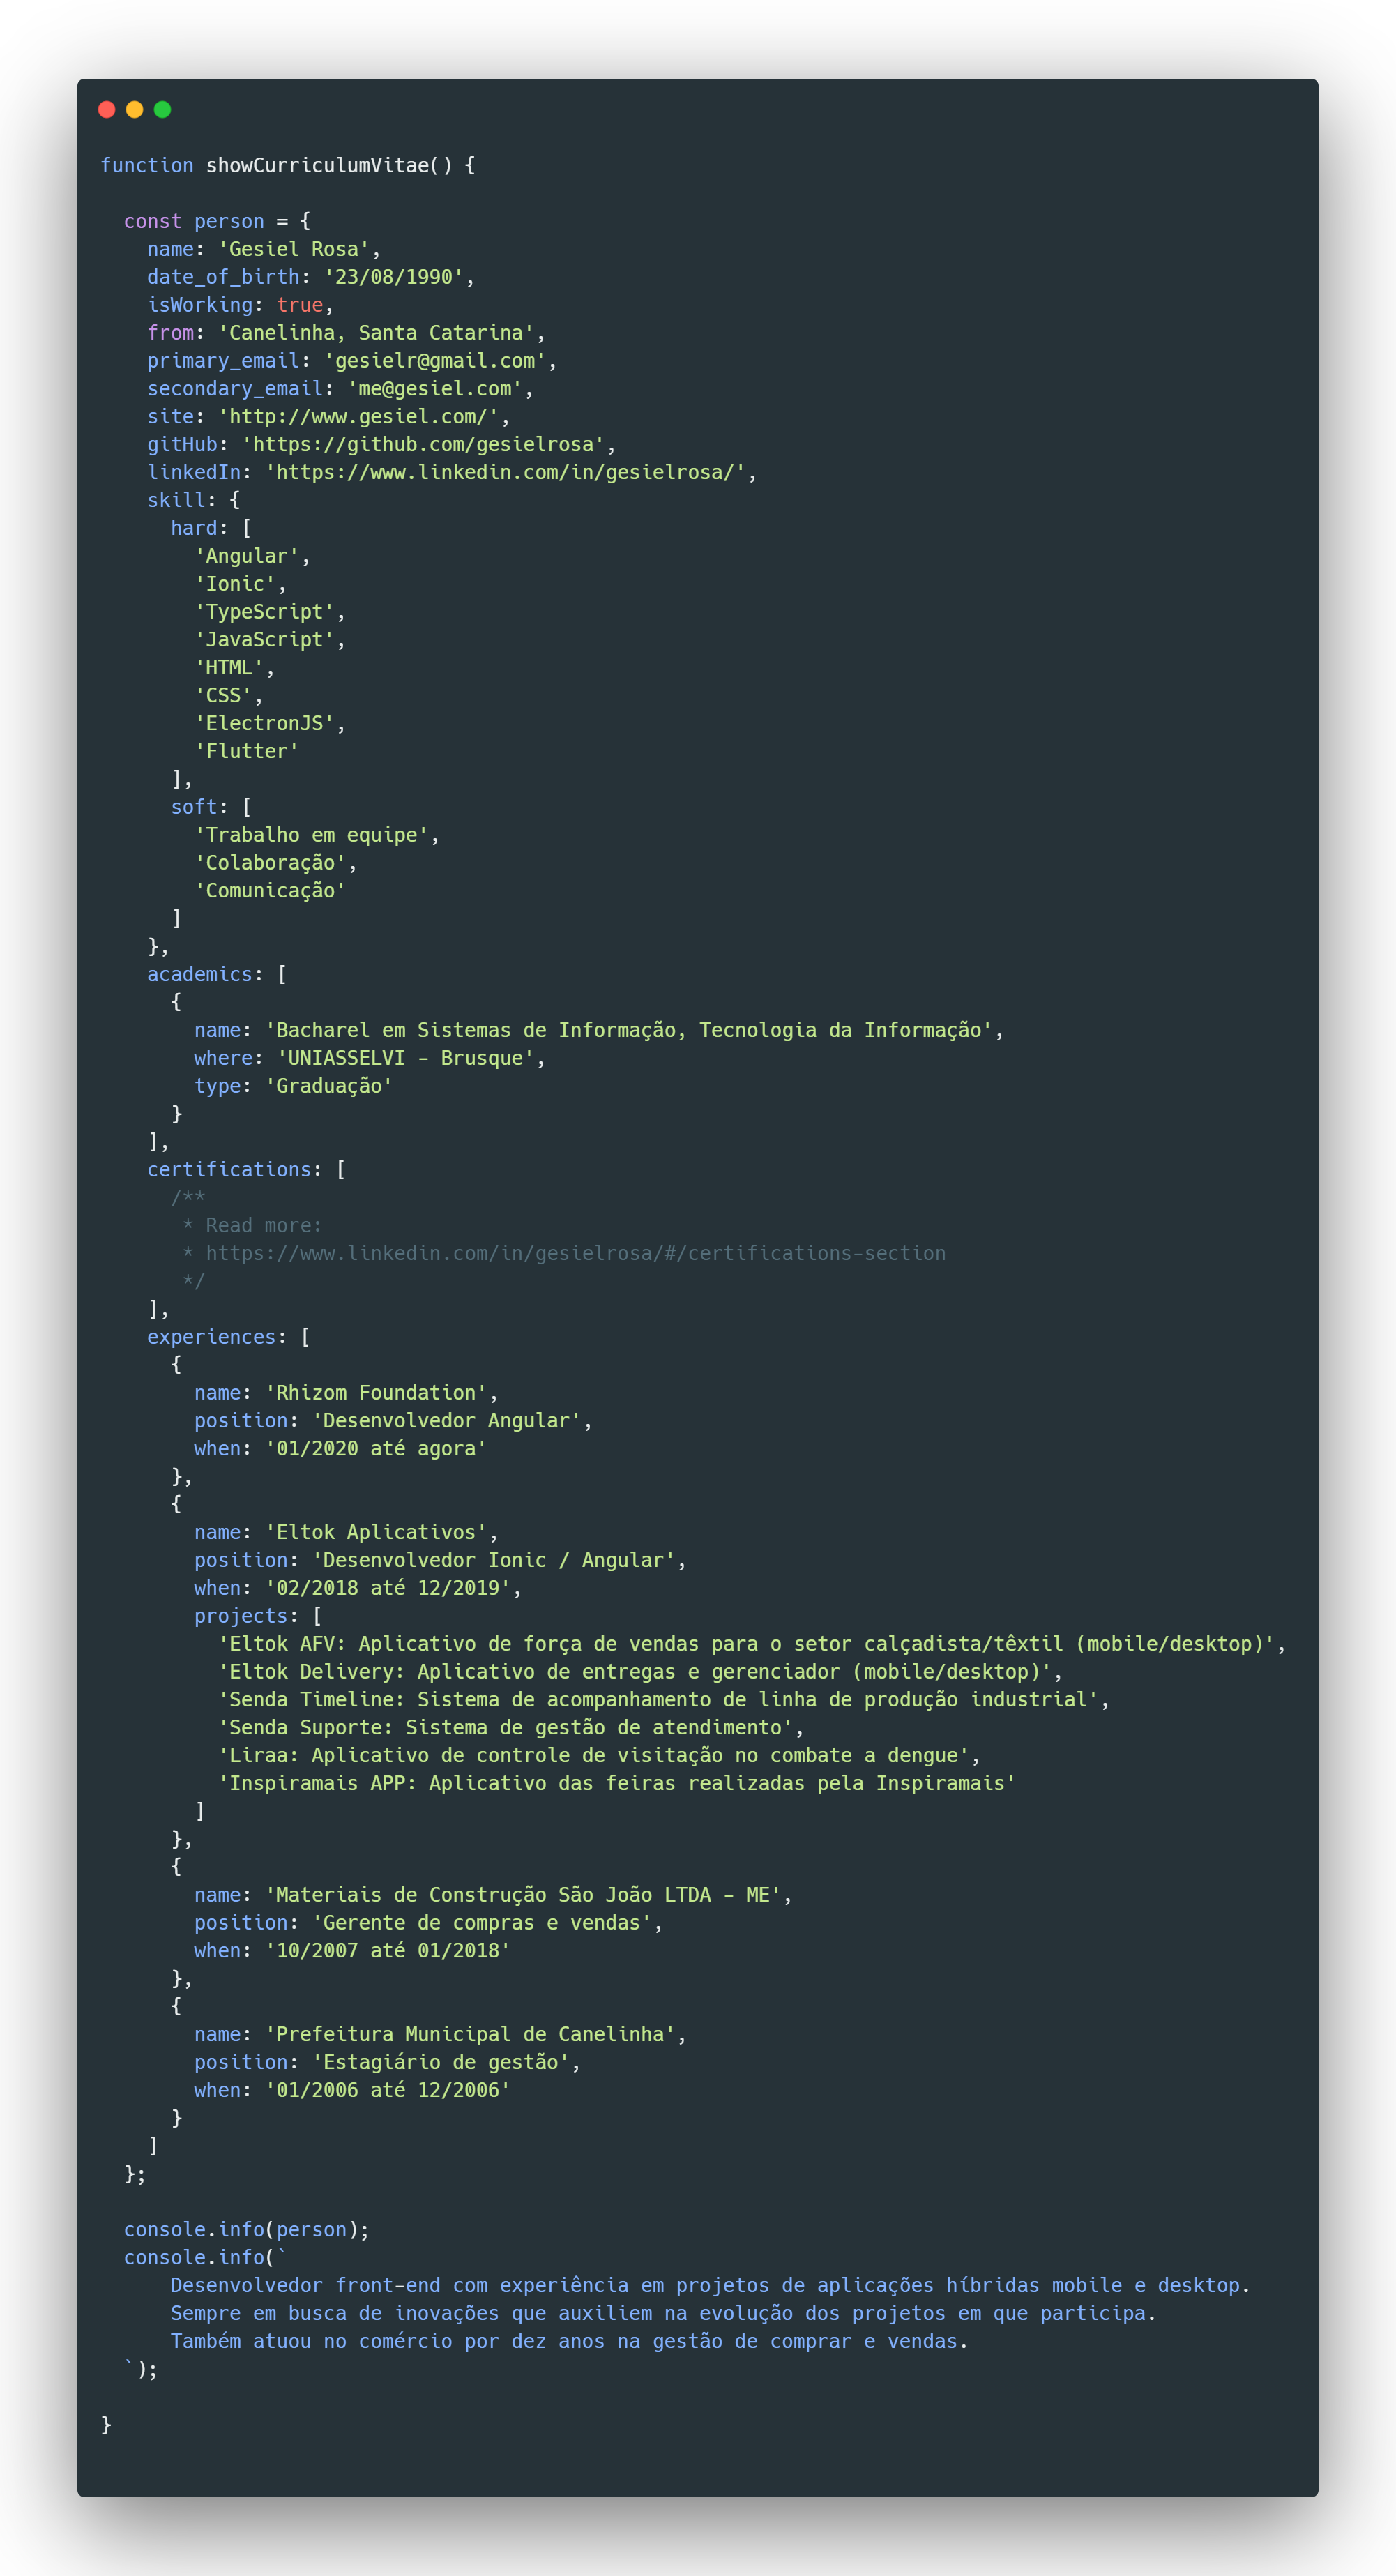 function showCurriculumVitae() {
  const person = {
    name: 'Gesiel Rosa',
    date_of_birth: '23/08/1990',
    isWorking: true,
    from: 'Canelinha, Santa Catarina',
    primary_email: 'gesielr@gmail.com',
    secondary_email: 'me@gesiel.com',
    site: 'http://www.gesiel.com/',
    gitHub: 'https://github.com/gesielrosa',
    linkedIn: 'https://www.linkedin.com/in/gesielrosa/',
    skill: {
      hard: [
        'Angular',
        'Ionic',
        'TypeScript',
        'JavaScript',
        'HTML',
        'CSS',
        'ElectronJS',
        'Flutter'
      ],
      soft: [
        'Trabalho em equipe',
        'Colaboração',
        'Comunicação'
      ]
    },
    academics: [
      {
        name: 'Bacharel em Sistemas de Informação, Tecnologia da Informação',
        where: 'UNIASSELVI - Brusque',
        type: 'Graduação'
      }
    ],
    certifications: [
      /**
       * Read more:
       * https://www.linkedin.com/in/gesielrosa/#/certifications-section
       */
    ],
    experiences: [
      {
        name: 'Rhizom Foundation',
        position: 'Desenvolvedor Angular',
        when: '01/2020 até agora'
      },
      {
        name: 'Eltok Aplicativos',
        position: 'Desenvolvedor Ionic / Angular',
        when: '02/2018 até 12/2019',
        projects: [
          'Eltok AFV: Aplicativo de força de vendas para o setor calçadista/têxtil (mobile/desktop)',
          'Eltok Delivery: Aplicativo de entregas e gerenciador (mobile/desktop)',
          'Senda Timeline: Sistema de acompanhamento de linha de produção industrial',
          'Senda Suporte: Sistema de gestão de atendimento',
          'Liraa: Aplicativo de controle de visitação no combate a dengue',
          'Inspiramais APP: Aplicativo das feiras realizadas pela Inspiramais'
        ]
      },
      {
        name: 'Materiais de Construção São João LTDA - ME',
        position: 'Gerente de compras e vendas',
        when: '10/2007 até 01/2018'
      },
      {
        name: 'Prefeitura Municipal de Canelinha',
        position: 'Estagiário de gestão',
        when: '01/2006 até 12/2006'
      }
    ]
  };
  console.info(person);
  console.info(`
      Desenvolvedor front-end com experiência em projetos de aplicações híbridas mobile e desktop.
      Sempre em busca de inovações que auxiliem na evolução dos projetos em que participa.
      Também atuou no comércio por dez anos na gestão de comprar e vendas.
  `);
}